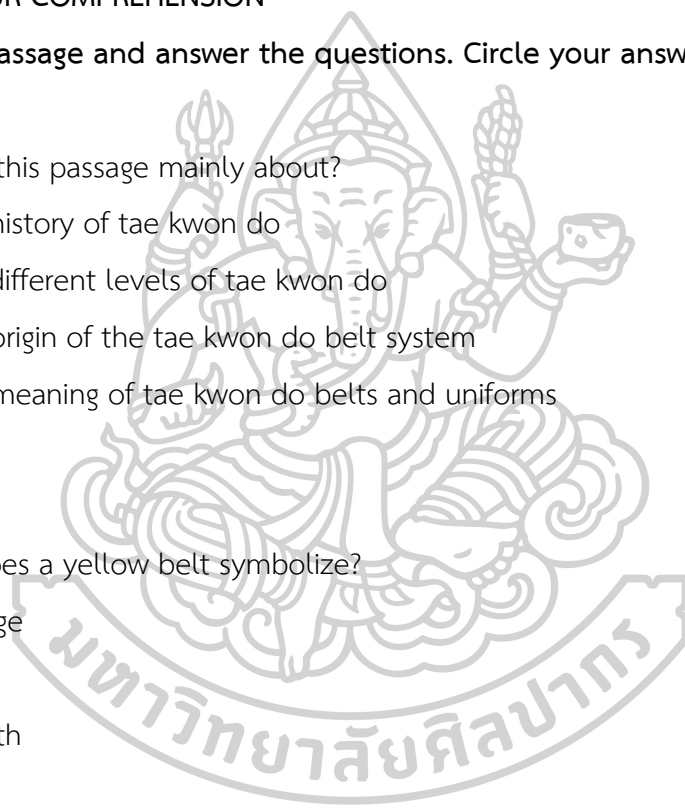 COMPREHENSION
passage and answer the questions. Circle your answ
this passage mainly about?
history of tae kwon do
different levels of tae kwon do
origin of the tae kwon do belt system
meaning of tae kwon do belts and uniforms
a yellow belt symbolize?
มหาวิทยาลัยศิลปากร